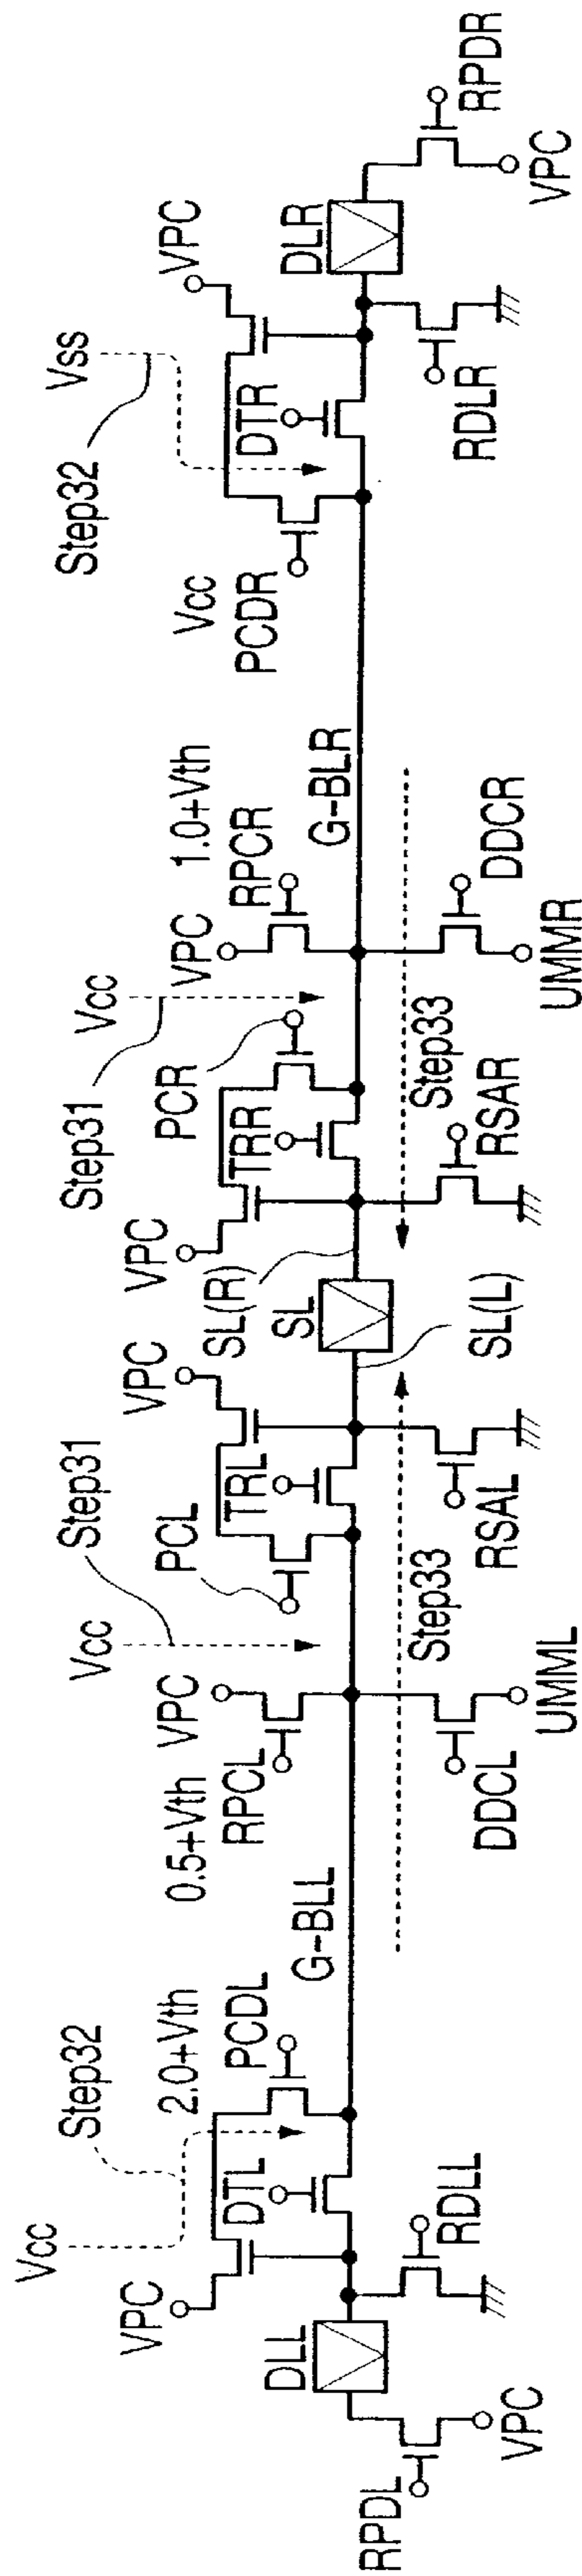 Vcc
Step32
2.0+Vth
VPC
PCDL
DTL
DLL
RDLL
RPDL
VPC
G-BLL
0.5+Vth
RPCL
VPC
Vcc
Step31
PCL
TRL
VPC
DDCL
UMML
Step33
RSAL
SL(L)
SL
SL(R)
VPC
TRR
PCR
Step31
Vcc
VPC
RPCR
1.0+Vth
RSAR
Step33
DDCR
UMMR
G-BLR
Vcc
PCDR
Step32
Vss
DTR
VPC
RDLR
DLR
RPDR
VPC